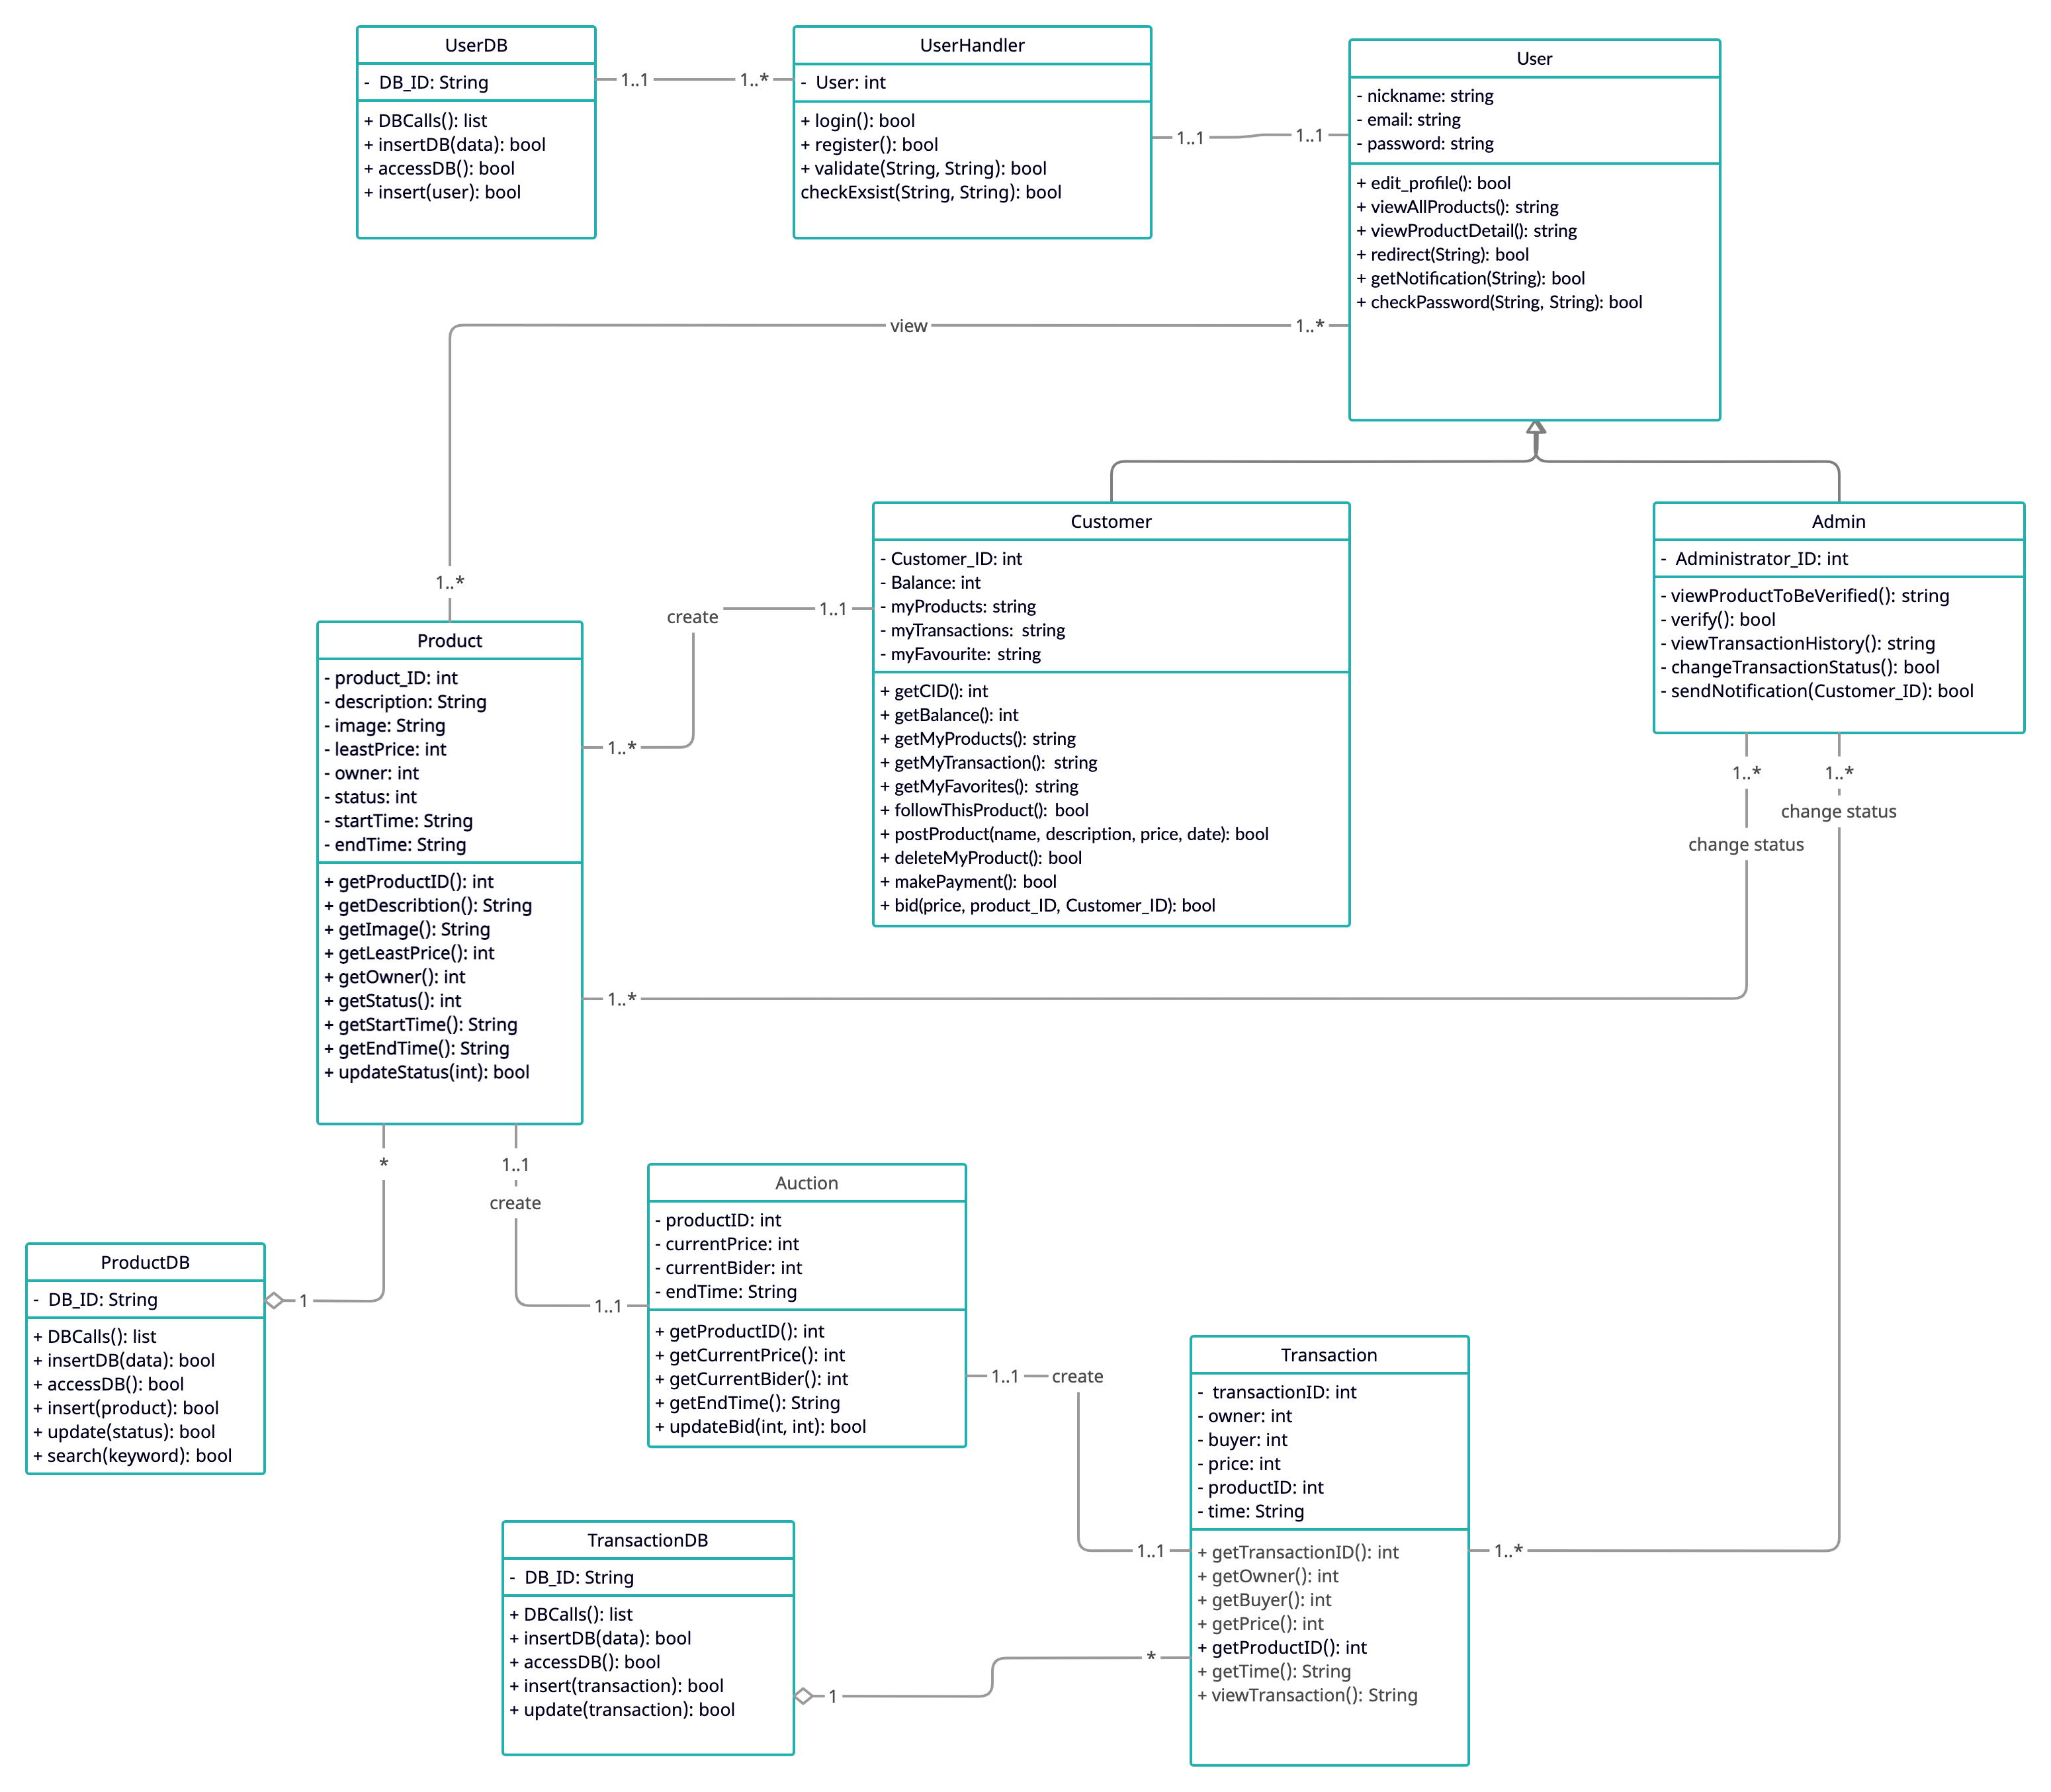 UserDB
-  DB_ID: String
+ DBCalls(): list
+ insertDB(data): bool
+ accessDB(): bool
+ insert(user): bool
1..1
1..*
UserHandler
-  User: int
+ login(): bool
+ register(): bool
+ validate(String, String): bool
checkExsist(String, String): bool
1..1
1..1
User
- nickname: string
- email: string
- password: string
+ edit_profile(): bool
+ viewAllProducts(): string
+ viewProductDetail(): string
+ redirect(String): bool
+ getNotification(String): bool
+ checkPassword(String, String): bool
view
1..*
1..*
Customer
- Customer_ID: int
- Balance: int
- myProducts: string
- myTransactions:  string
- myFavourite:  string
+ getCID(): int
+ getBalance(): int
+ getMyProducts(): string
+ getMyTransaction():  string
+ getMyFavorites():  string
+ followThisProduct():  bool
+ postProduct(name, description, price, date): bool
+ deleteMyProduct(): bool
+ makePayment(): bool
+ bid(price, product_ID, Customer_ID): bool
Admin
-  Administrator_ID: int
- viewProductToBeVerified(): string
- verify(): bool
- viewTransactionHistory(): string
- changeTransactionStatus(): bool
- sendNotification(Customer_ID): bool
create
1..1
1..*
Product
- product_ID: int
- description: String
- image: String
- leastPrice: int
- owner: int
- status: int
- startTime: String
- endTime: String
+ getProductID(): int
+ getDescribtion(): String
+ getImage(): String
+ getLeastPrice(): int
+ getOwner(): int
+ getStatus(): int
+ getStartTime(): String
+ getEndTime(): String
+ updateStatus(int): bool
1..*
1..*
change status
change status
1..*
*
1..1
create
1..1
1
ProductDB
-  DB_ID: String
+ DBCalls(): list
+ insertDB(data): bool
+ accessDB(): bool
+ insert(product): bool
+ update(status): bool
+ search(keyword): bool
Auction
- productID: int
- currentPrice: int
- currentBider: int
- endTime: String
+ getProductID(): int
+ getCurrentPrice(): int
+ getCurrentBider(): int
+ getEndTime(): String
+ updateBid(int, int): bool
1..1
create
1..1
Transaction
-  transactionID: int
- owner: int
- buyer: int
- price: int
- productID: int
- time: String
+ getTransactionID(): int
+ getOwner(): int
+ getBuyer(): int
+ getPrice(): int
+ getProductID(): int
+ getTime(): String
+ viewTransaction(): String
1..*
TransactionDB
-  DB_ID: String
+ DBCalls(): list
+ insertDB(data): bool
+ accessDB(): bool
+ insert(transaction): bool
+ update(transaction): bool
1
*